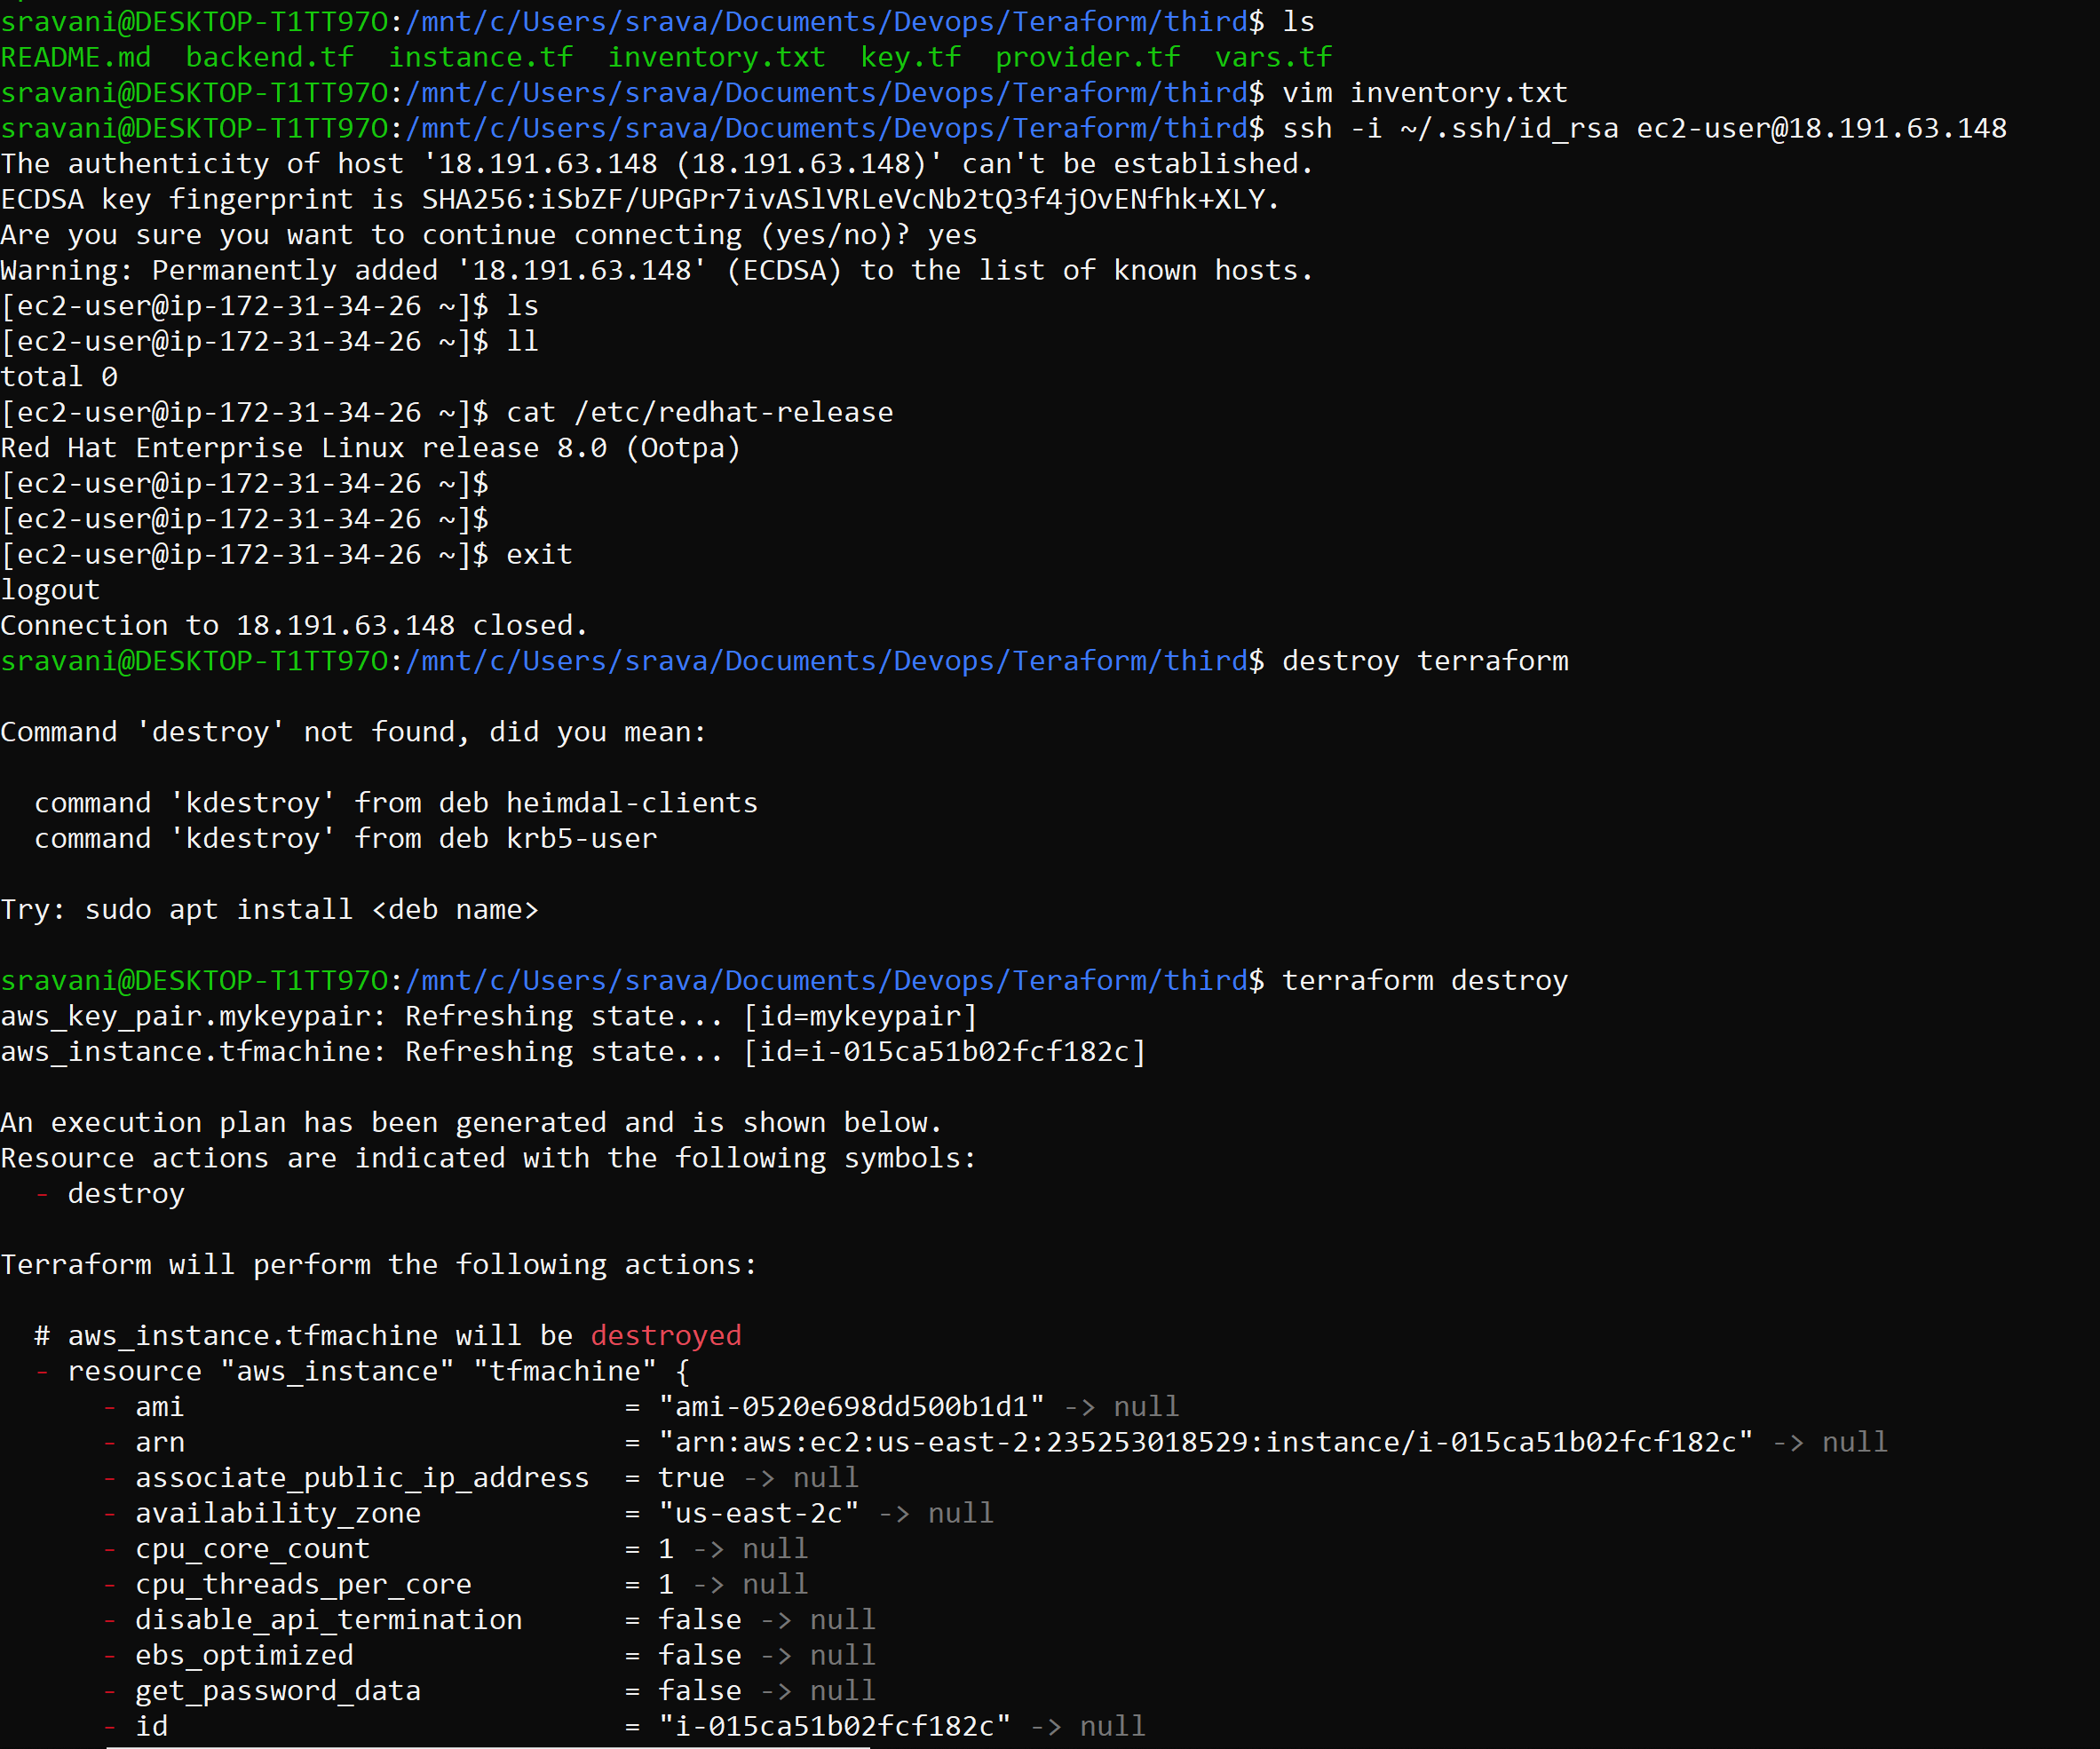 sravani@DESKTOP-T1TT97O:/mnt/c/Users/srava/Documents/Devops/Teraform/third$ ls
README.md  backend.tf  instance.tf  inventory.txt  key.tf  provider.tf  vars.tf
sravani@DESKTOP-T1TT97O:/mnt/c/Users/srava/Documents/Devops/Teraform/third$ vim inventory.txt
sravani@DESKTOP-T1TT97O:/mnt/c/Users/srava/Documents/Devops/Teraform/third$ ssh -i ~/.ssh/id_rsa ec2-user@18.191.63.148
The authenticity of host '18.191.63.148 (18.191.63.148)' can't be established.
ECDSA key fingerprint is SHA256:iSbZF/UPGPr7ivASlVRLeVcNb2tQ3f4jOvENfhk+XLY.
Are you sure you want to continue connecting (yes/no)? yes
Warning: Permanently added '18.191.63.148' (ECDSA) to the list of known hosts.
[ec2-user@ip-172-31-34-26 ~]$ ls
[ec2-user@ip-172-31-34-26 ~]$ ll
total 0
[ec2-user@ip-172-31-34-26 ~]$ cat /etc/redhat-release
Red Hat Enterprise Linux release 8.0 (Ootpa)
[ec2-user@ip-172-31-34-26 ~]$
[ec2-user@ip-172-31-34-26 ~]$
[ec2-user@ip-172-31-34-26 ~]$ exit
logout
Connection to 18.191.63.148 closed.
sravani@DESKTOP-T1TT97O:/mnt/c/Users/srava/Documents/Devops/Teraform/third$ destroy terraform
Command 'destroy' not found, did you mean:
  command 'kdestroy' from deb heimdal-clients
  command 'kdestroy' from deb krb5-user
Try: sudo apt install <deb name>
sravani@DESKTOP-T1TT97O:/mnt/c/Users/srava/Documents/Devops/Teraform/third$ terraform destroy
aws_key_pair.mykeypair: Refreshing state... [id=mykeypair]
aws_instance.tfmachine: Refreshing state... [id=i-015ca51b02fcf182c]
An execution plan has been generated and is shown below.
Resource actions are indicated with the following symbols:
  - destroy
Terraform will perform the following actions:
  # aws_instance.tfmachine will be destroyed
  - resource "aws_instance" "tfmachine" {
      - ami                          = "ami-0520e698dd500b1d1" -> null
      - arn                          = "arn:aws:ec2:us-east-2:235253018529:instance/i-015ca51b02fcf182c" -> null
      - associate_public_ip_address  = true -> null
      - availability_zone            = "us-east-2c" -> null
      - cpu_core_count               = 1 -> null
      - cpu_threads_per_core         = 1 -> null
      - disable_api_termination      = false -> null
      - ebs_optimized                = false -> null
      - get_password_data            = false -> null
      - id                           = "i-015ca51b02fcf182c" -> null